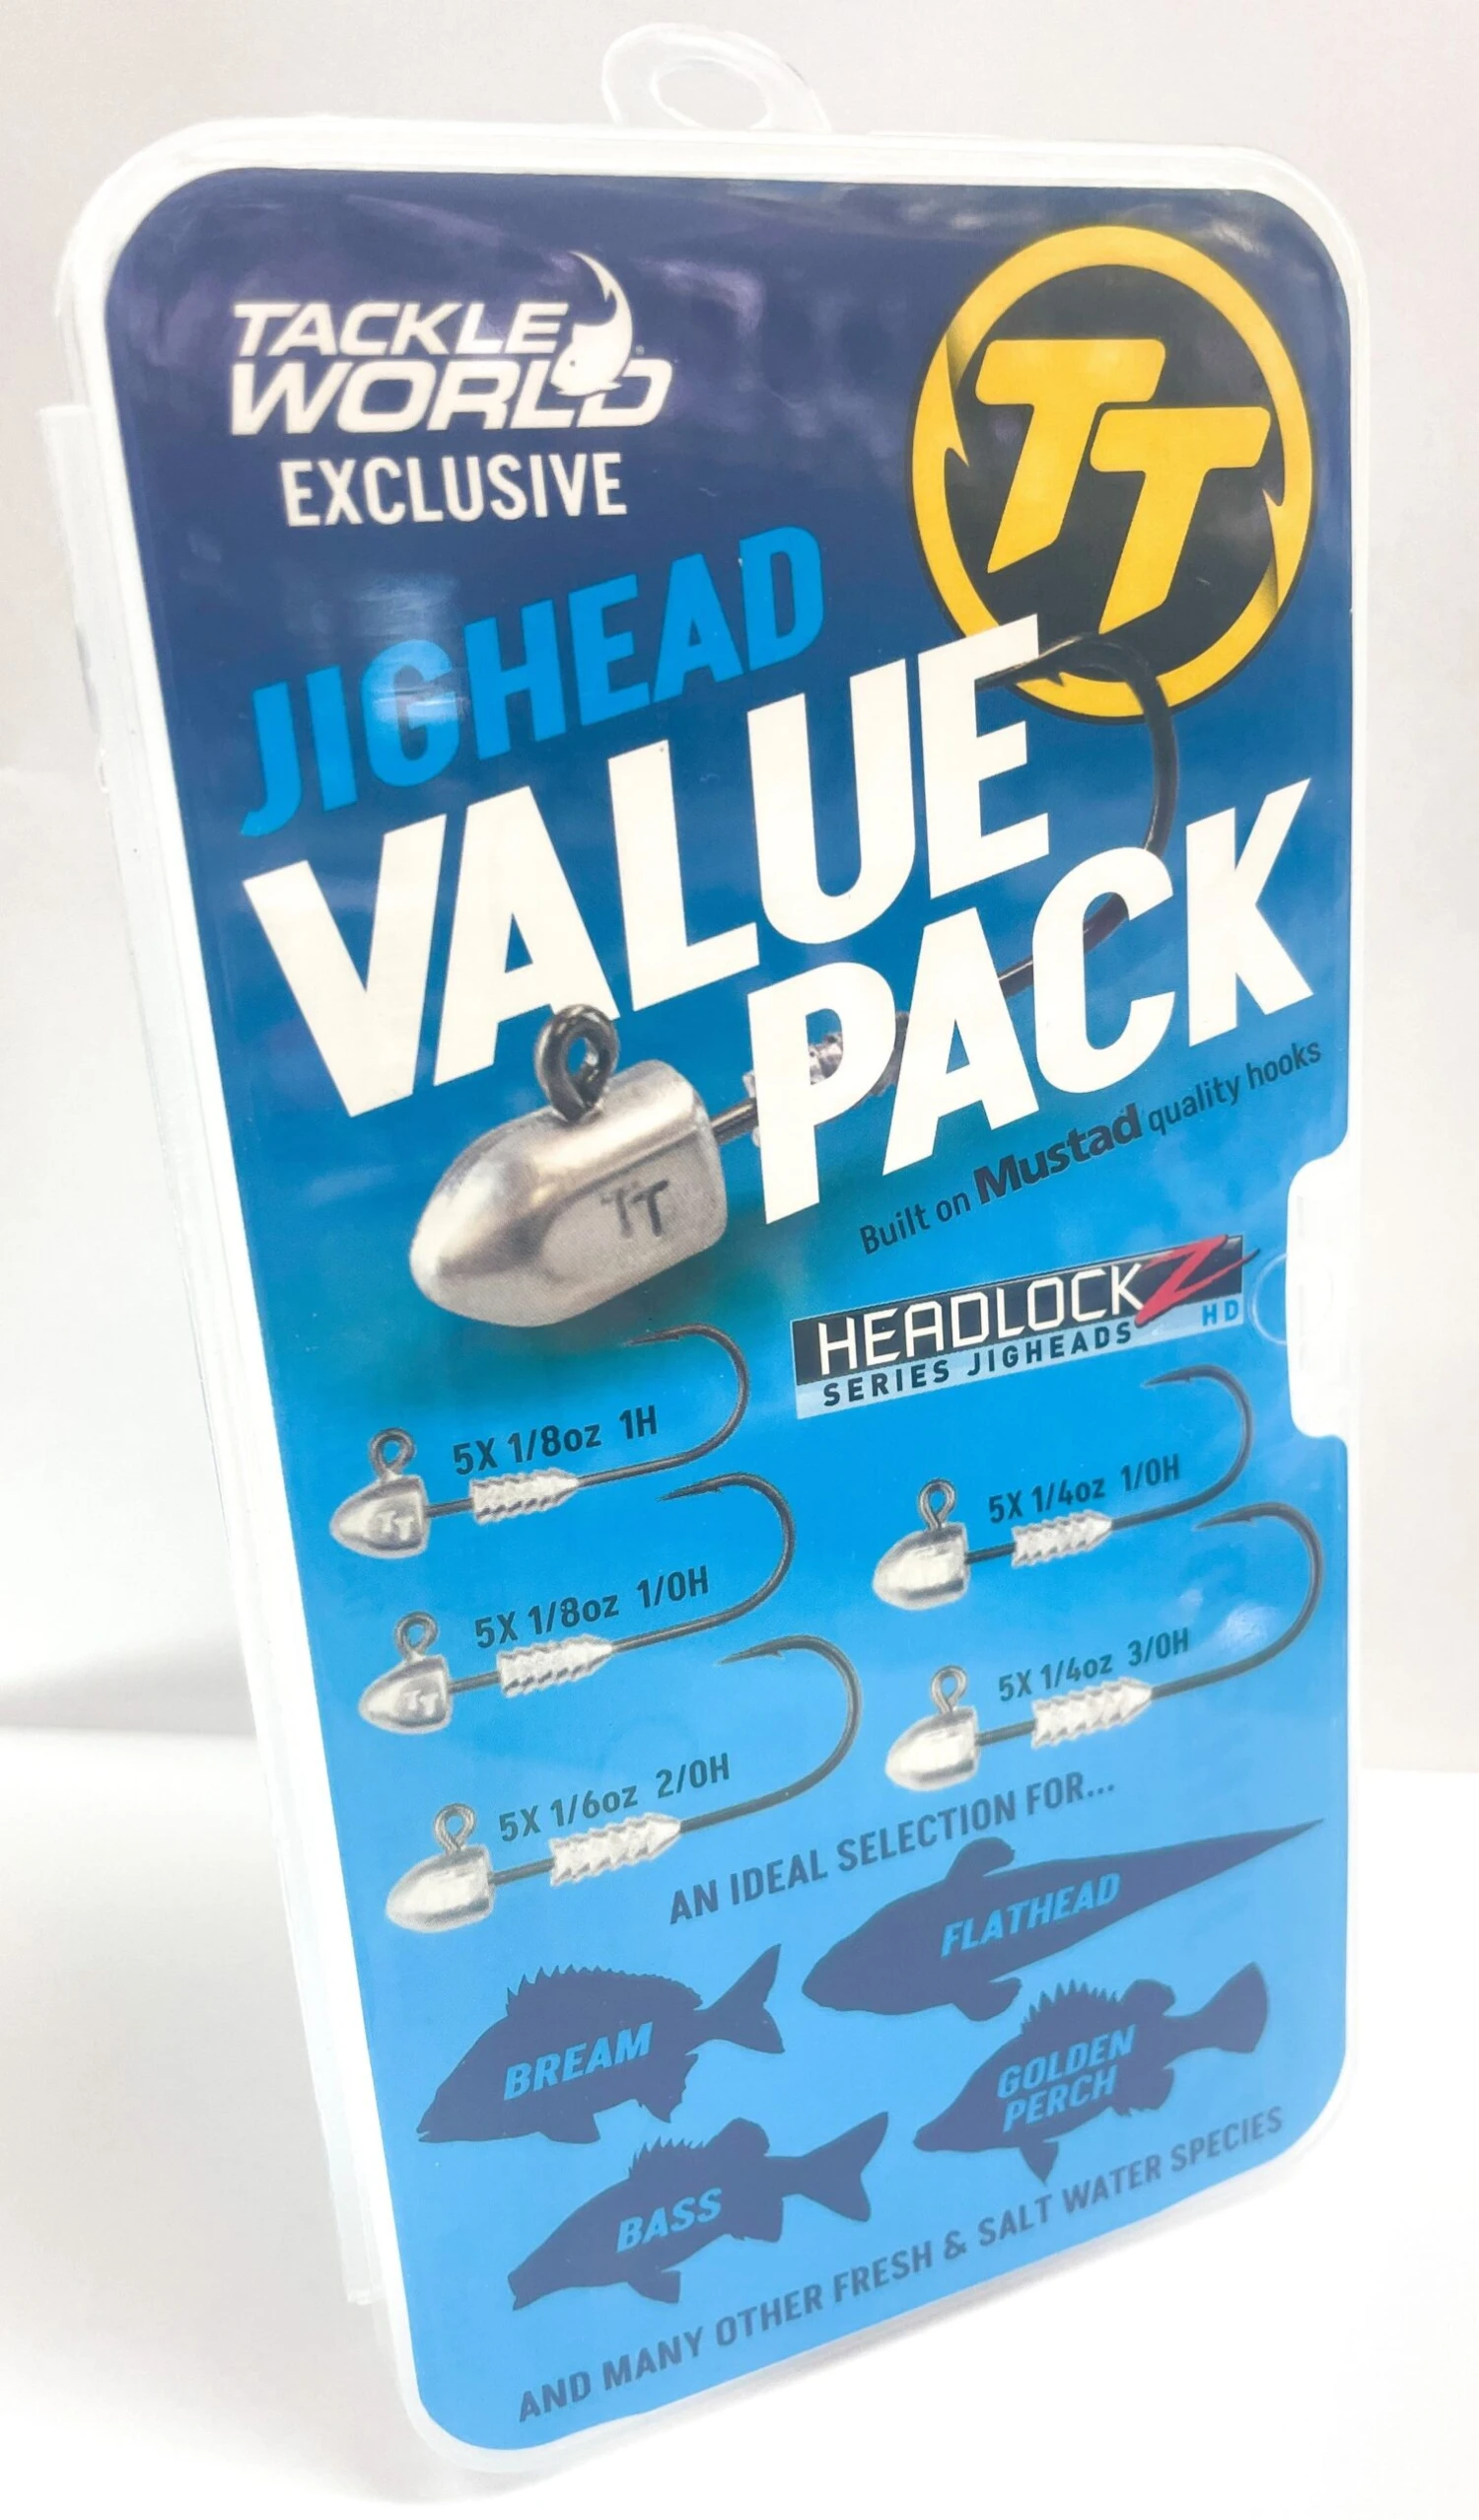 TACKLE
WORLD
EXCLUSIVE
TT
JIGHEAD
VALUE
PACK
TT
Built on Mustad quality hooks
HEADLOCKZ
SERIES JIGHEADS HD
5X 1/8oz 1H
TT
5X 1/8oz 1/0H
TT
5X 1/6oz 2/0H
5X 1/4oz 1/0H
5X 1/4oz 3/0H
AN IDEAL SELECTION FOR...
FLATHEAD
BREAM
GOLDEN
PERCH
BASS
AND MANY OTHER FRESH & SALT WATER SPECIES